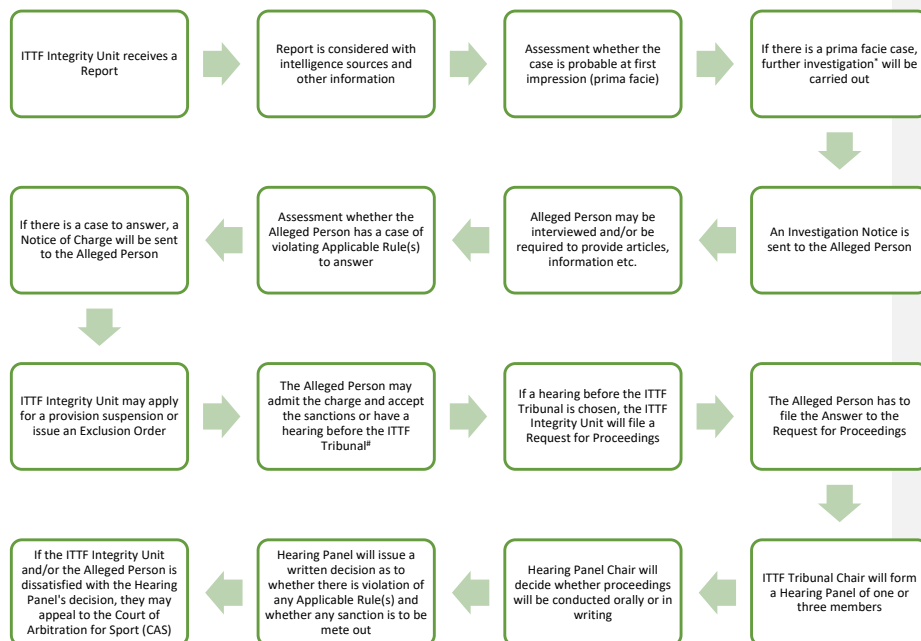 ITTF Integrity Unit receives a
Report
Report is considered with
intelligence sources and
other information
Assessment whether the
case is probable at first
impression (prima facie)
If there is a prima facie case,
further investigation* will be
carried out
An Investigation Notice is
sent to the Alleged Person
Alleged Person may be
interviewed and/or be
required to provide articles,
information etc.
Assessment whether the
Alleged Person has a case of
violating Applicable Rule(s)
to answer
If there is a case to answer, a
Notice of Charge will be sent
to the Alleged Person
ITTF Integrity Unit may apply
for a provision suspension or
issue an Exclusion Order
The Alleged Person may
admit the charge and accept
the sanctions or have a
hearing before the ITTF
Tribunal#
If a hearing before the ITTF
Tribunal is chosen, the ITTF
Integrity Unit will file a
Request for Proceedings
The Alleged Person has to
file the Answer to the
Request for Proceedings
ITTF Tribunal Chair will form
a Hearing Panel of one or
three members
Hearing Panel Chair will
decide whether proceedings
will be conducted orally or in
writing
Hearing Panel will issue a
written decision as to
whether there is violation of
any Applicable Rule(s) and
whether any sanction is to be
mete out
If the ITTF Integrity Unit
and/or the Alleged Person is
dissatisfied with the Hearing
Panel's decision, they may
appeal to the Court of
Arbitration for Sport (CAS)